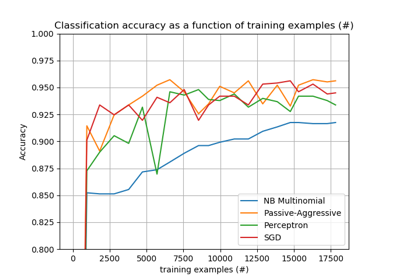 Classification accuracy as a function of training examples (#)
1.000
0.975
0.950
0.925
0.900
0.875
0.850
0.825
0.800
Accuracy
NB Multinomial
Passive-Aggressive
Perceptron
SGD
0 2500 5000 7500 10000 12500 15000 17500
training examples (#)